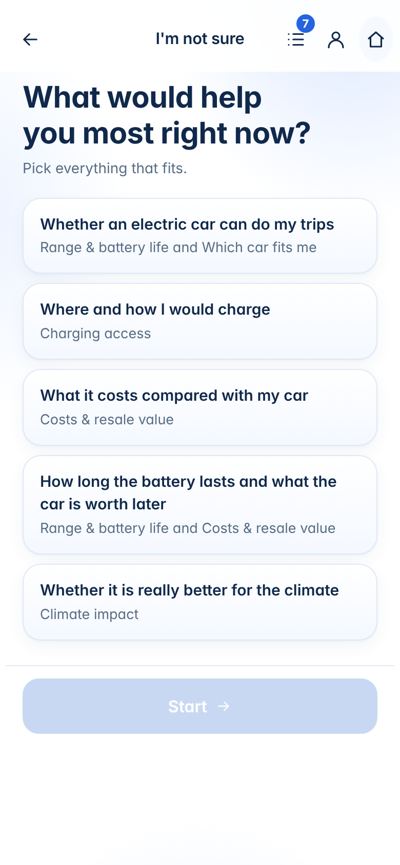 I'm not sure
7
What would help
you most right now?
Pick everything that fits.
Whether an electric car can do my trips
Range & battery life and Which car fits me
Where and how I would charge
Charging access
What it costs compared with my car
Costs & resale value
How long the battery lasts and what the
car is worth later
Range & battery life and Costs & resale value
Whether it is really better for the climate
Climate impact
Start